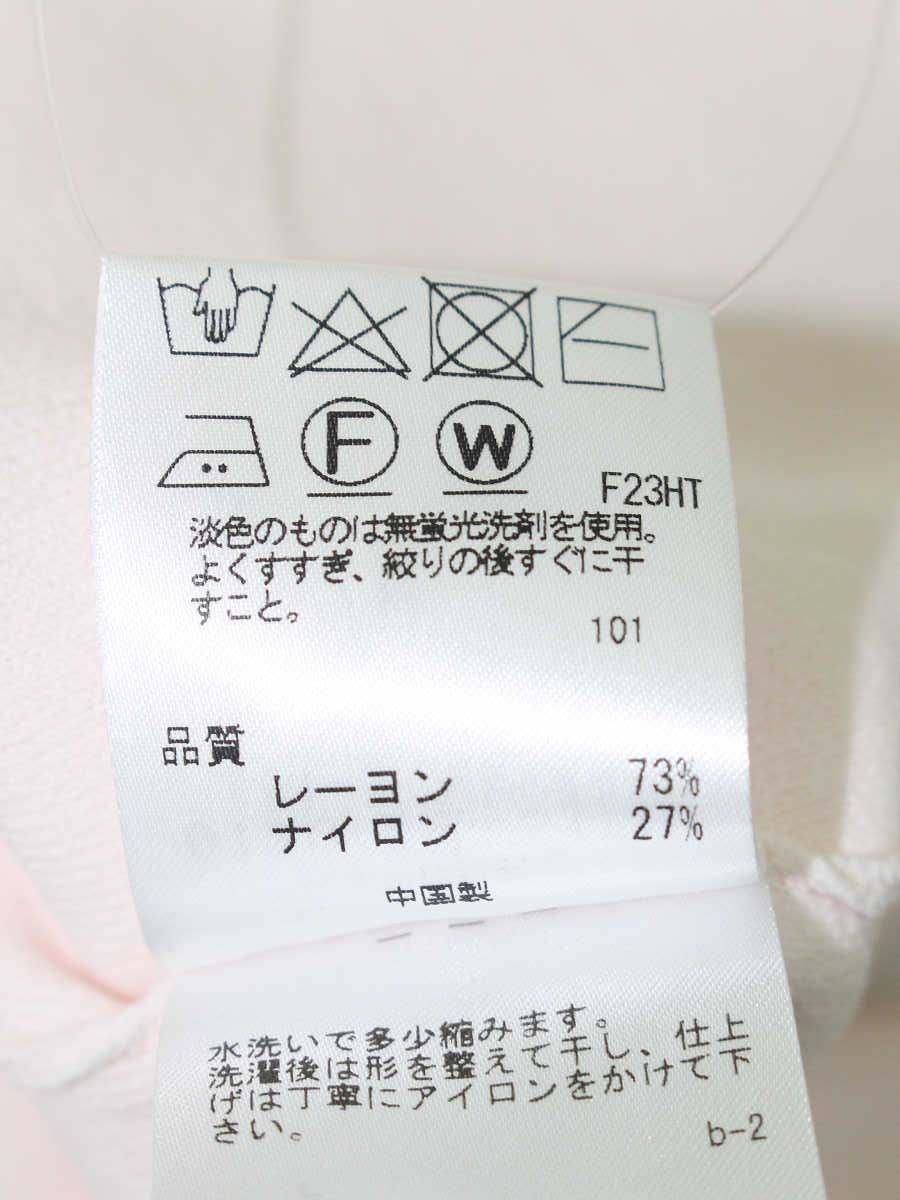 F W
F23HT
淡色のものは無蛍光洗剤を使用。
よくすすぎ、絞りの後すぐに干
すこと。
101
品質
レーヨン 73%
ナイロン 27%
中国製
水洗いでは多少縮みます。
洗濯後は形を整えて干し、仕上
げは丁寧にアイロンをかけて下
さい。
b-2